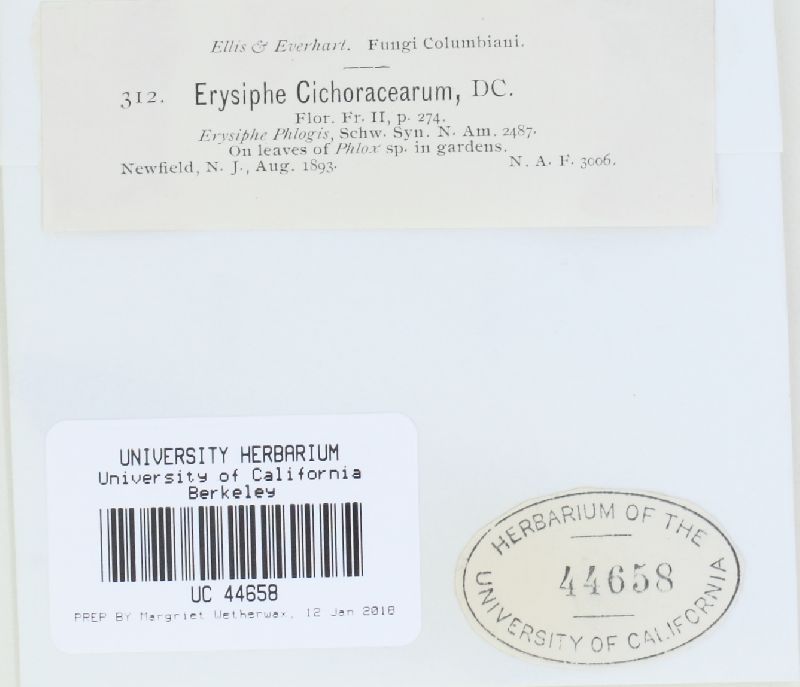 Ellis & Everhart. Fungi Columbiani.
312. Erysiphe Cichoracearum, DC.
Flor. Fr. II, p. 274.
Erysiphe Phlogis, Schw. Syn. N. Am. 2487.
On leaves of Phlox sp. in gardens.
Newfield, N. J., Aug. 1893. N. A. F. 3006.
UNIVERSITY HERBARIUM
University of California
Berkeley
UC 44658
PREP BY Margriet Wetherwax, 12 Jan 2018
HERBARIUM OF THE
44658
UNIVERSITY OF CALIFORNIA